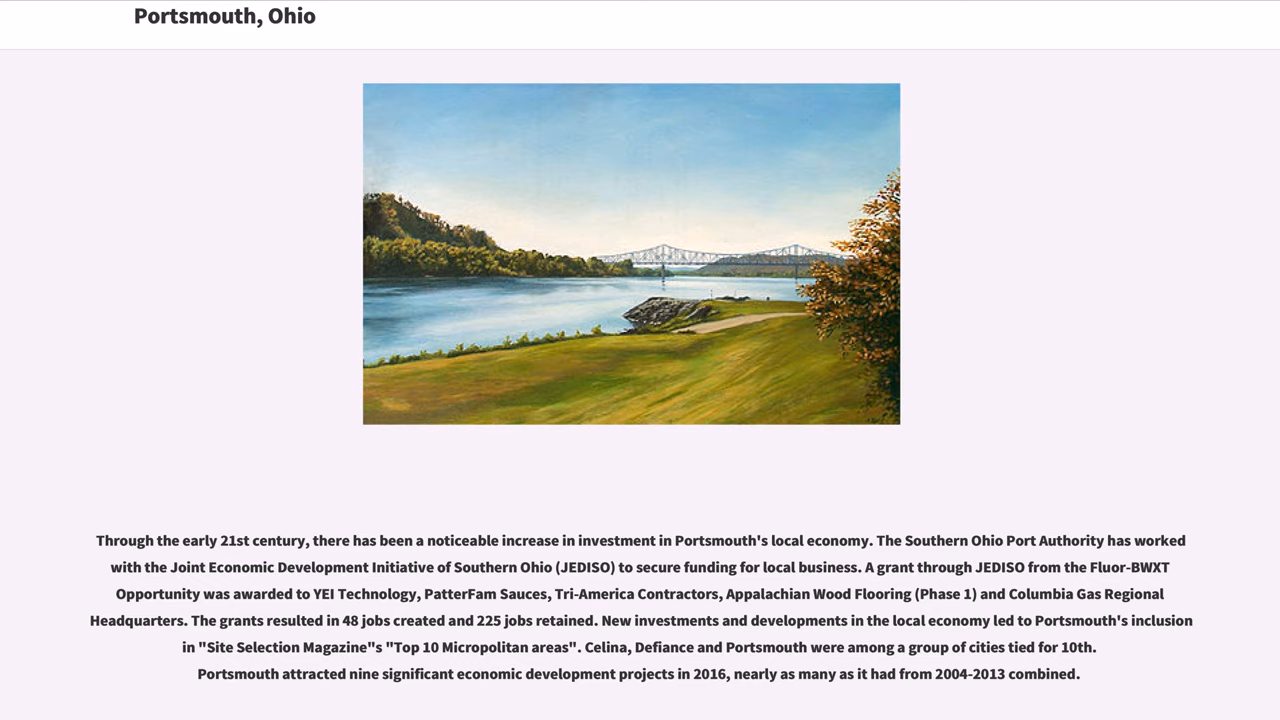 Portsmouth, Ohio
Through the early 21st century, there has been a noticeable increase in investment in Portsmouth's local economy. The Southern Ohio Port Authority has worked
with the Joint Economic Development Initiative of Southern Ohio (JEDISO) to secure funding for local business. A grant through JEDISO from the Fluor-BWXT
Opportunity was awarded to YEI Technology, PatterFam Sauces, Tri-America Contractors, Appalachian Wood Flooring (Phase 1) and Columbia Gas Regional
Headquarters. The grants resulted in 48 jobs created and 225 jobs retained. New investments and developments in the local economy led to Portsmouth's inclusion
in "Site Selection Magazine"s "Top 10 Micropolitan areas". Celina, Defiance and Portsmouth were among a group of cities tied for 10th.
Portsmouth attracted nine significant economic development projects in 2016, nearly as many as it had from 2004-2013 combined.